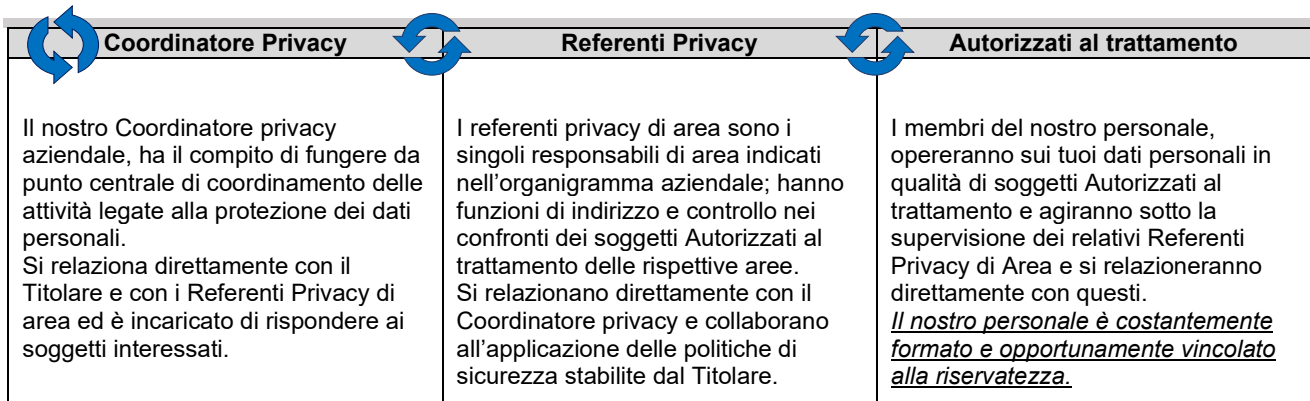 Coordinatore Privacy
Referenti Privacy
Autorizzati al trattamento
Il nostro Coordinatore privacy
aziendale, ha il compito di fungere da
punto centrale di coordinamento delle
attività legate alla protezione dei dati
personali.
Si relaziona direttamente con il
Titolare e con i Referenti Privacy di
area ed è incaricato di rispondere ai
soggetti interessati.
I referenti privacy di area sono i
singoli responsabili di area indicati
nell’organigramma aziendale; hanno
funzioni di indirizzo e controllo nei
confronti dei soggetti Autorizzati al
trattamento delle rispettive aree.
Si relazionano direttamente con il
Coordinatore privacy e collaborano
all’applicazione delle politiche di
sicurezza stabilite dal Titolare.
I membri del nostro personale,
opereranno sui tuoi dati personali in
qualità di soggetti Autorizzati al
trattamento e agiranno sotto la
supervisione dei relativi Referenti
Privacy di Area e si relazioneranno
direttamente con questi.
Il nostro personale è costantemente
formato e opportunamente vincolato
alla riservatezza.